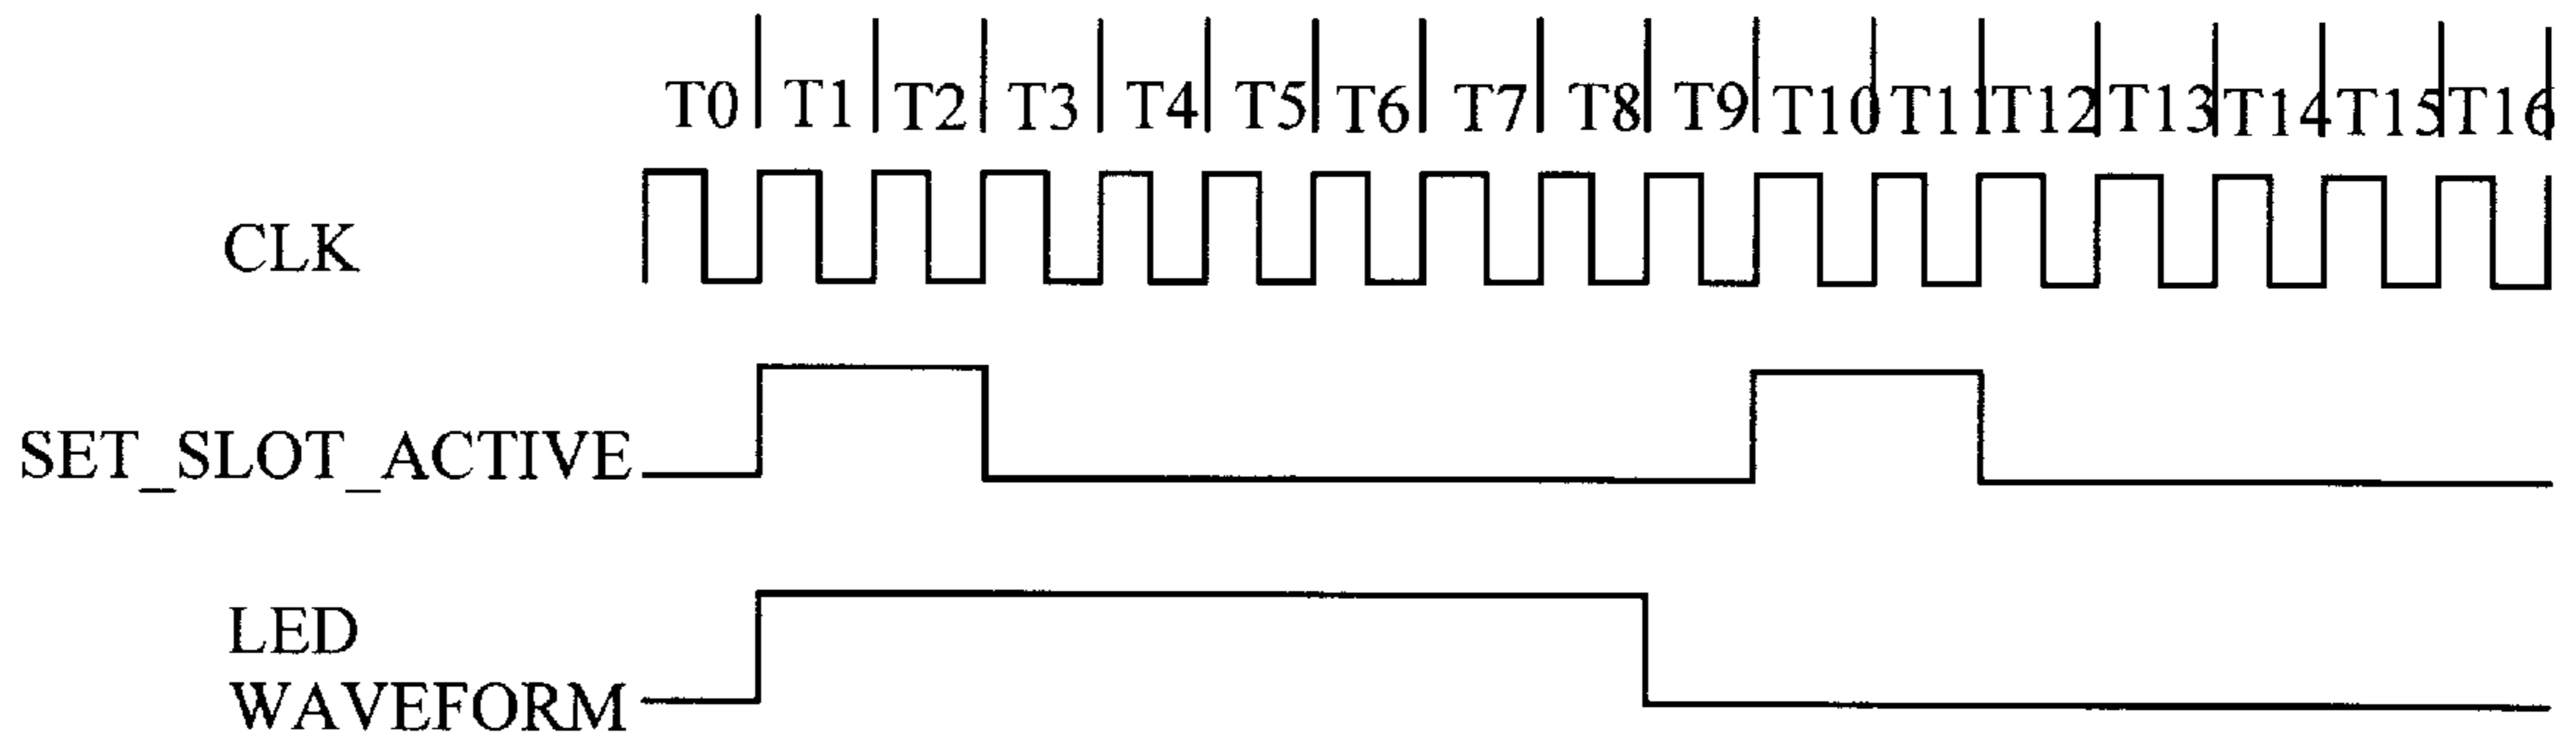 T0 T1 T2 T3 T4 T5 T6 T7 T8 T9 T10 T11 T12 T13 T14 T15 T16
CLK
SET_SLOT_ACTIVE
LED
WAVEFORM